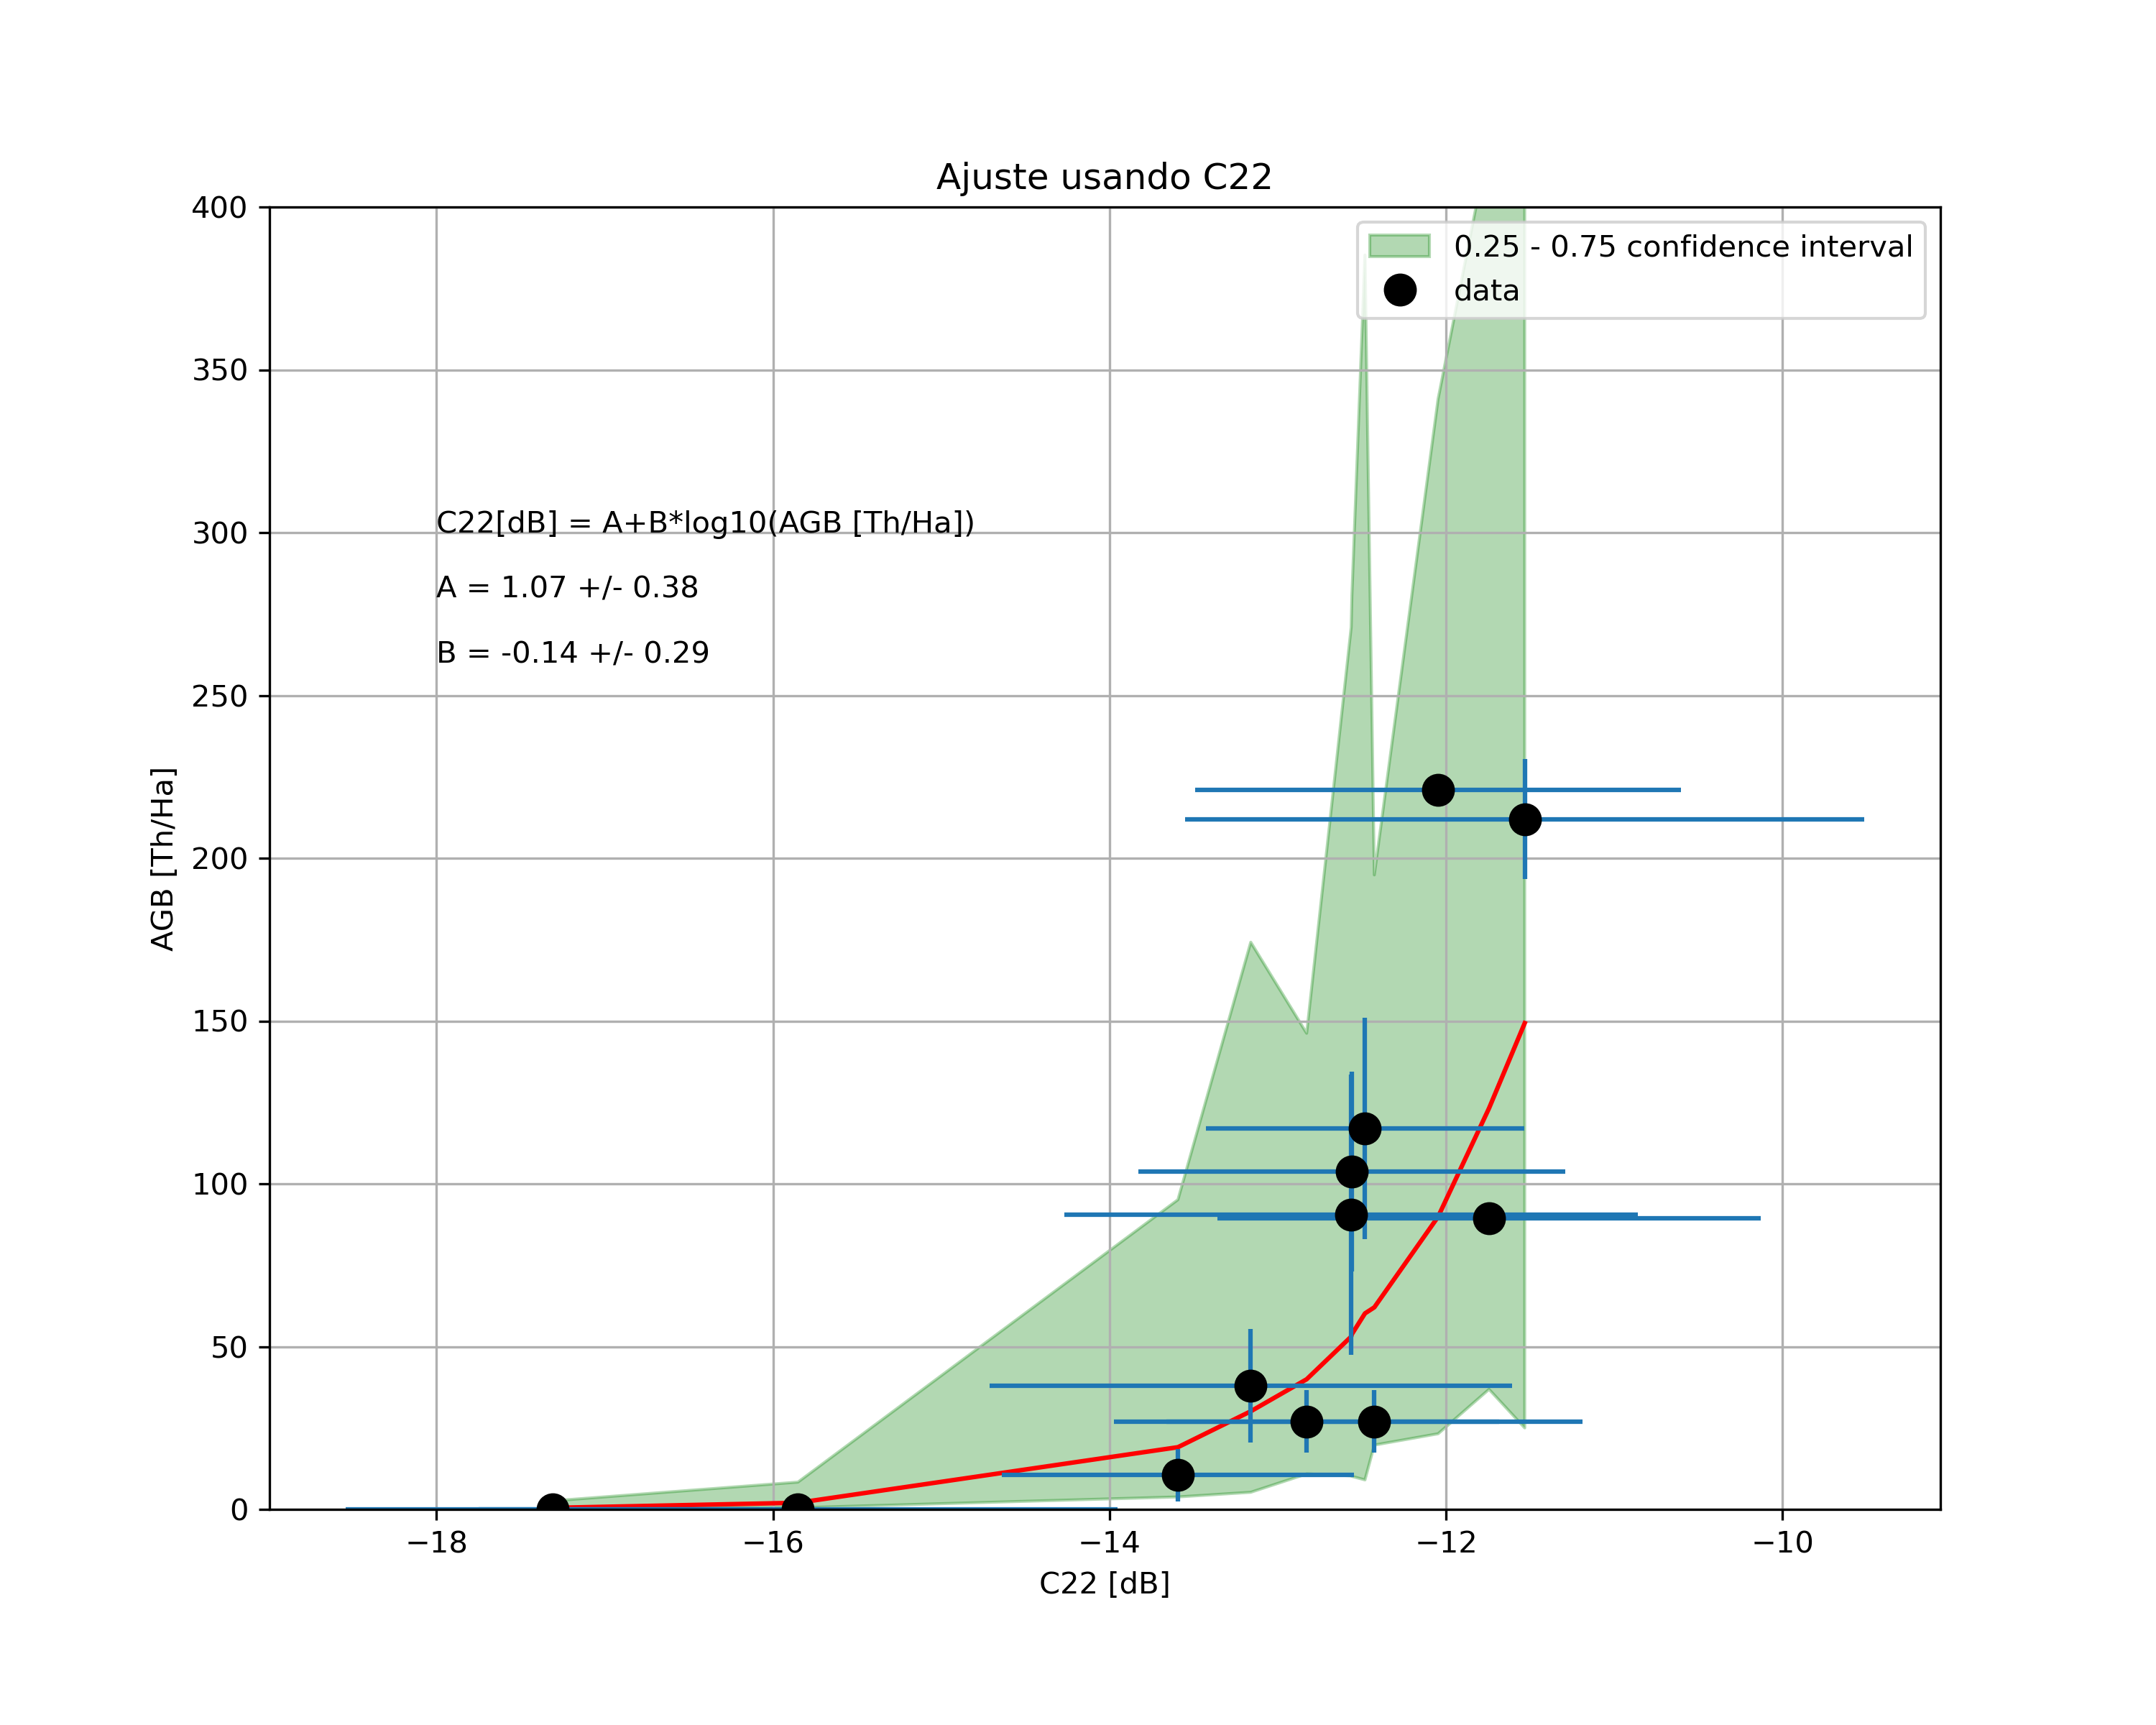 Ajuste usando C22
400
350
300
250
200
150
100
50
0
AGB [Th/Ha]
0.25 - 0.75 confidence interval
data
C22[dB] = A+B*log10(AGB [Th/Ha])
A = 1.07 +/- 0.38
B = -0.14 +/- 0.29
−18 −16 −14 −12 −10
C22 [dB]